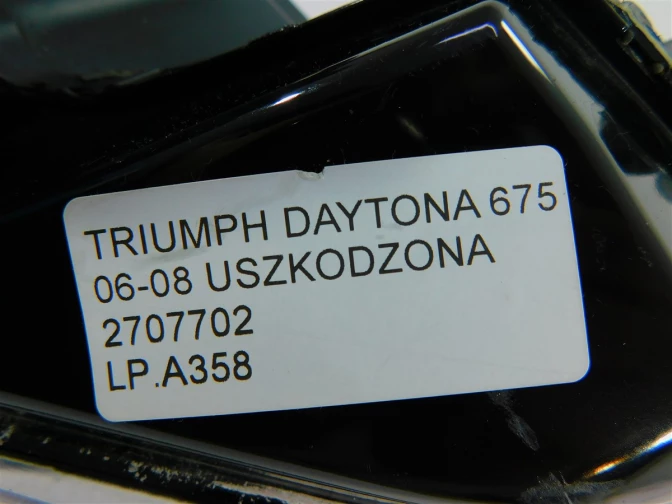 TRIUMPH DAYTONA 675
06-08 USZKODZONA
2707702
LP.A358